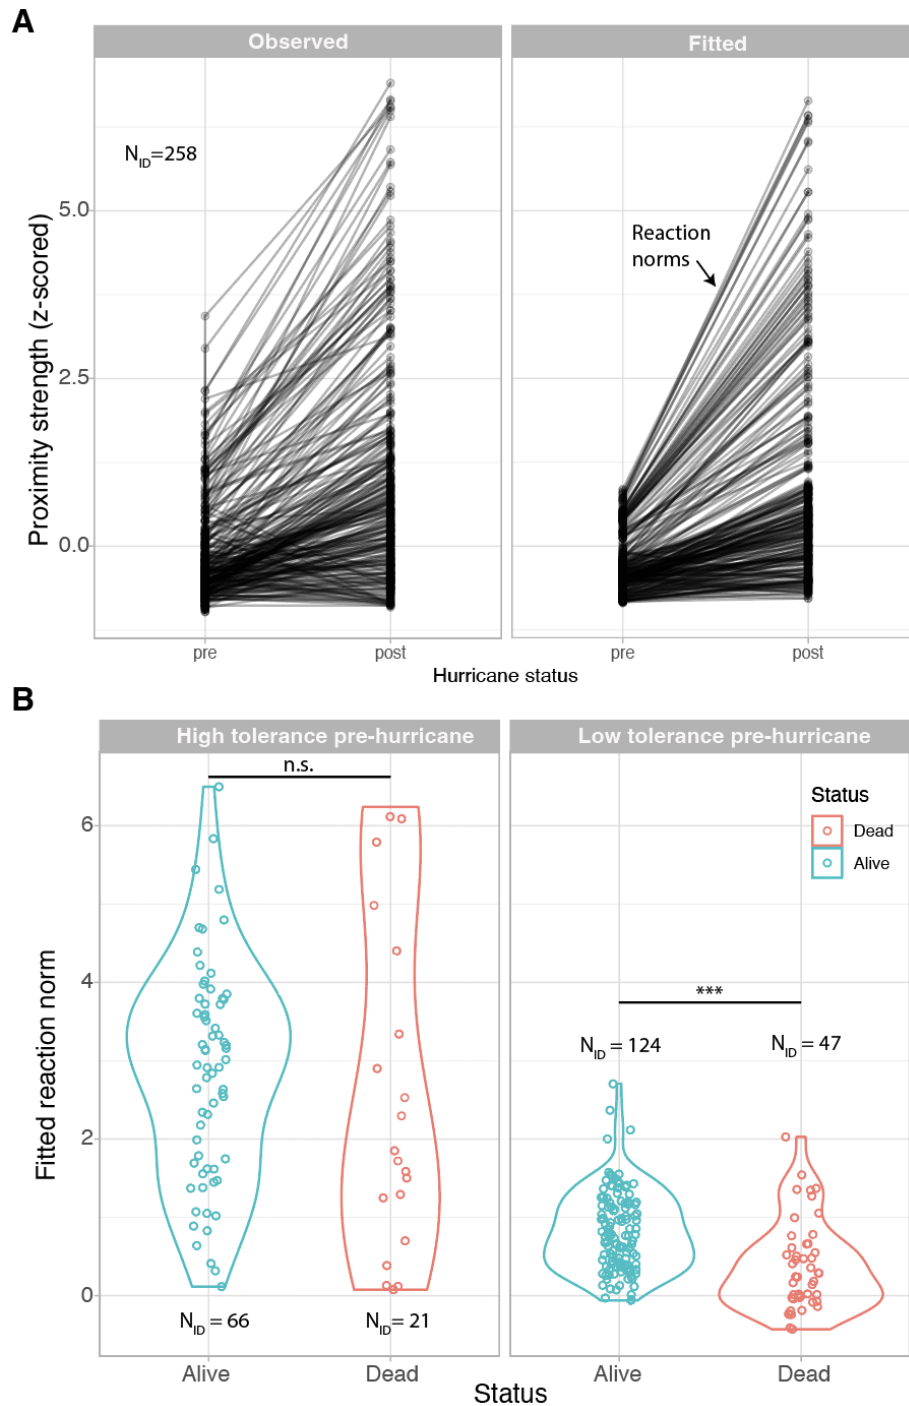 A
Observed
Fitted
N_ID=258
Reaction
norms
Proximity strength (z-scored)
5.0
2.5
0.0
pre
post
pre
post
Hurricane status
B
High tolerance pre-hurricane
Low tolerance pre-hurricane
n.s.
Status
Dead
Alive
***
N_ID = 124
N_ID = 47
Fitted reaction norm
6
4
2
0
N_ID = 66
N_ID = 21
Alive
Dead
Alive
Dead
Status